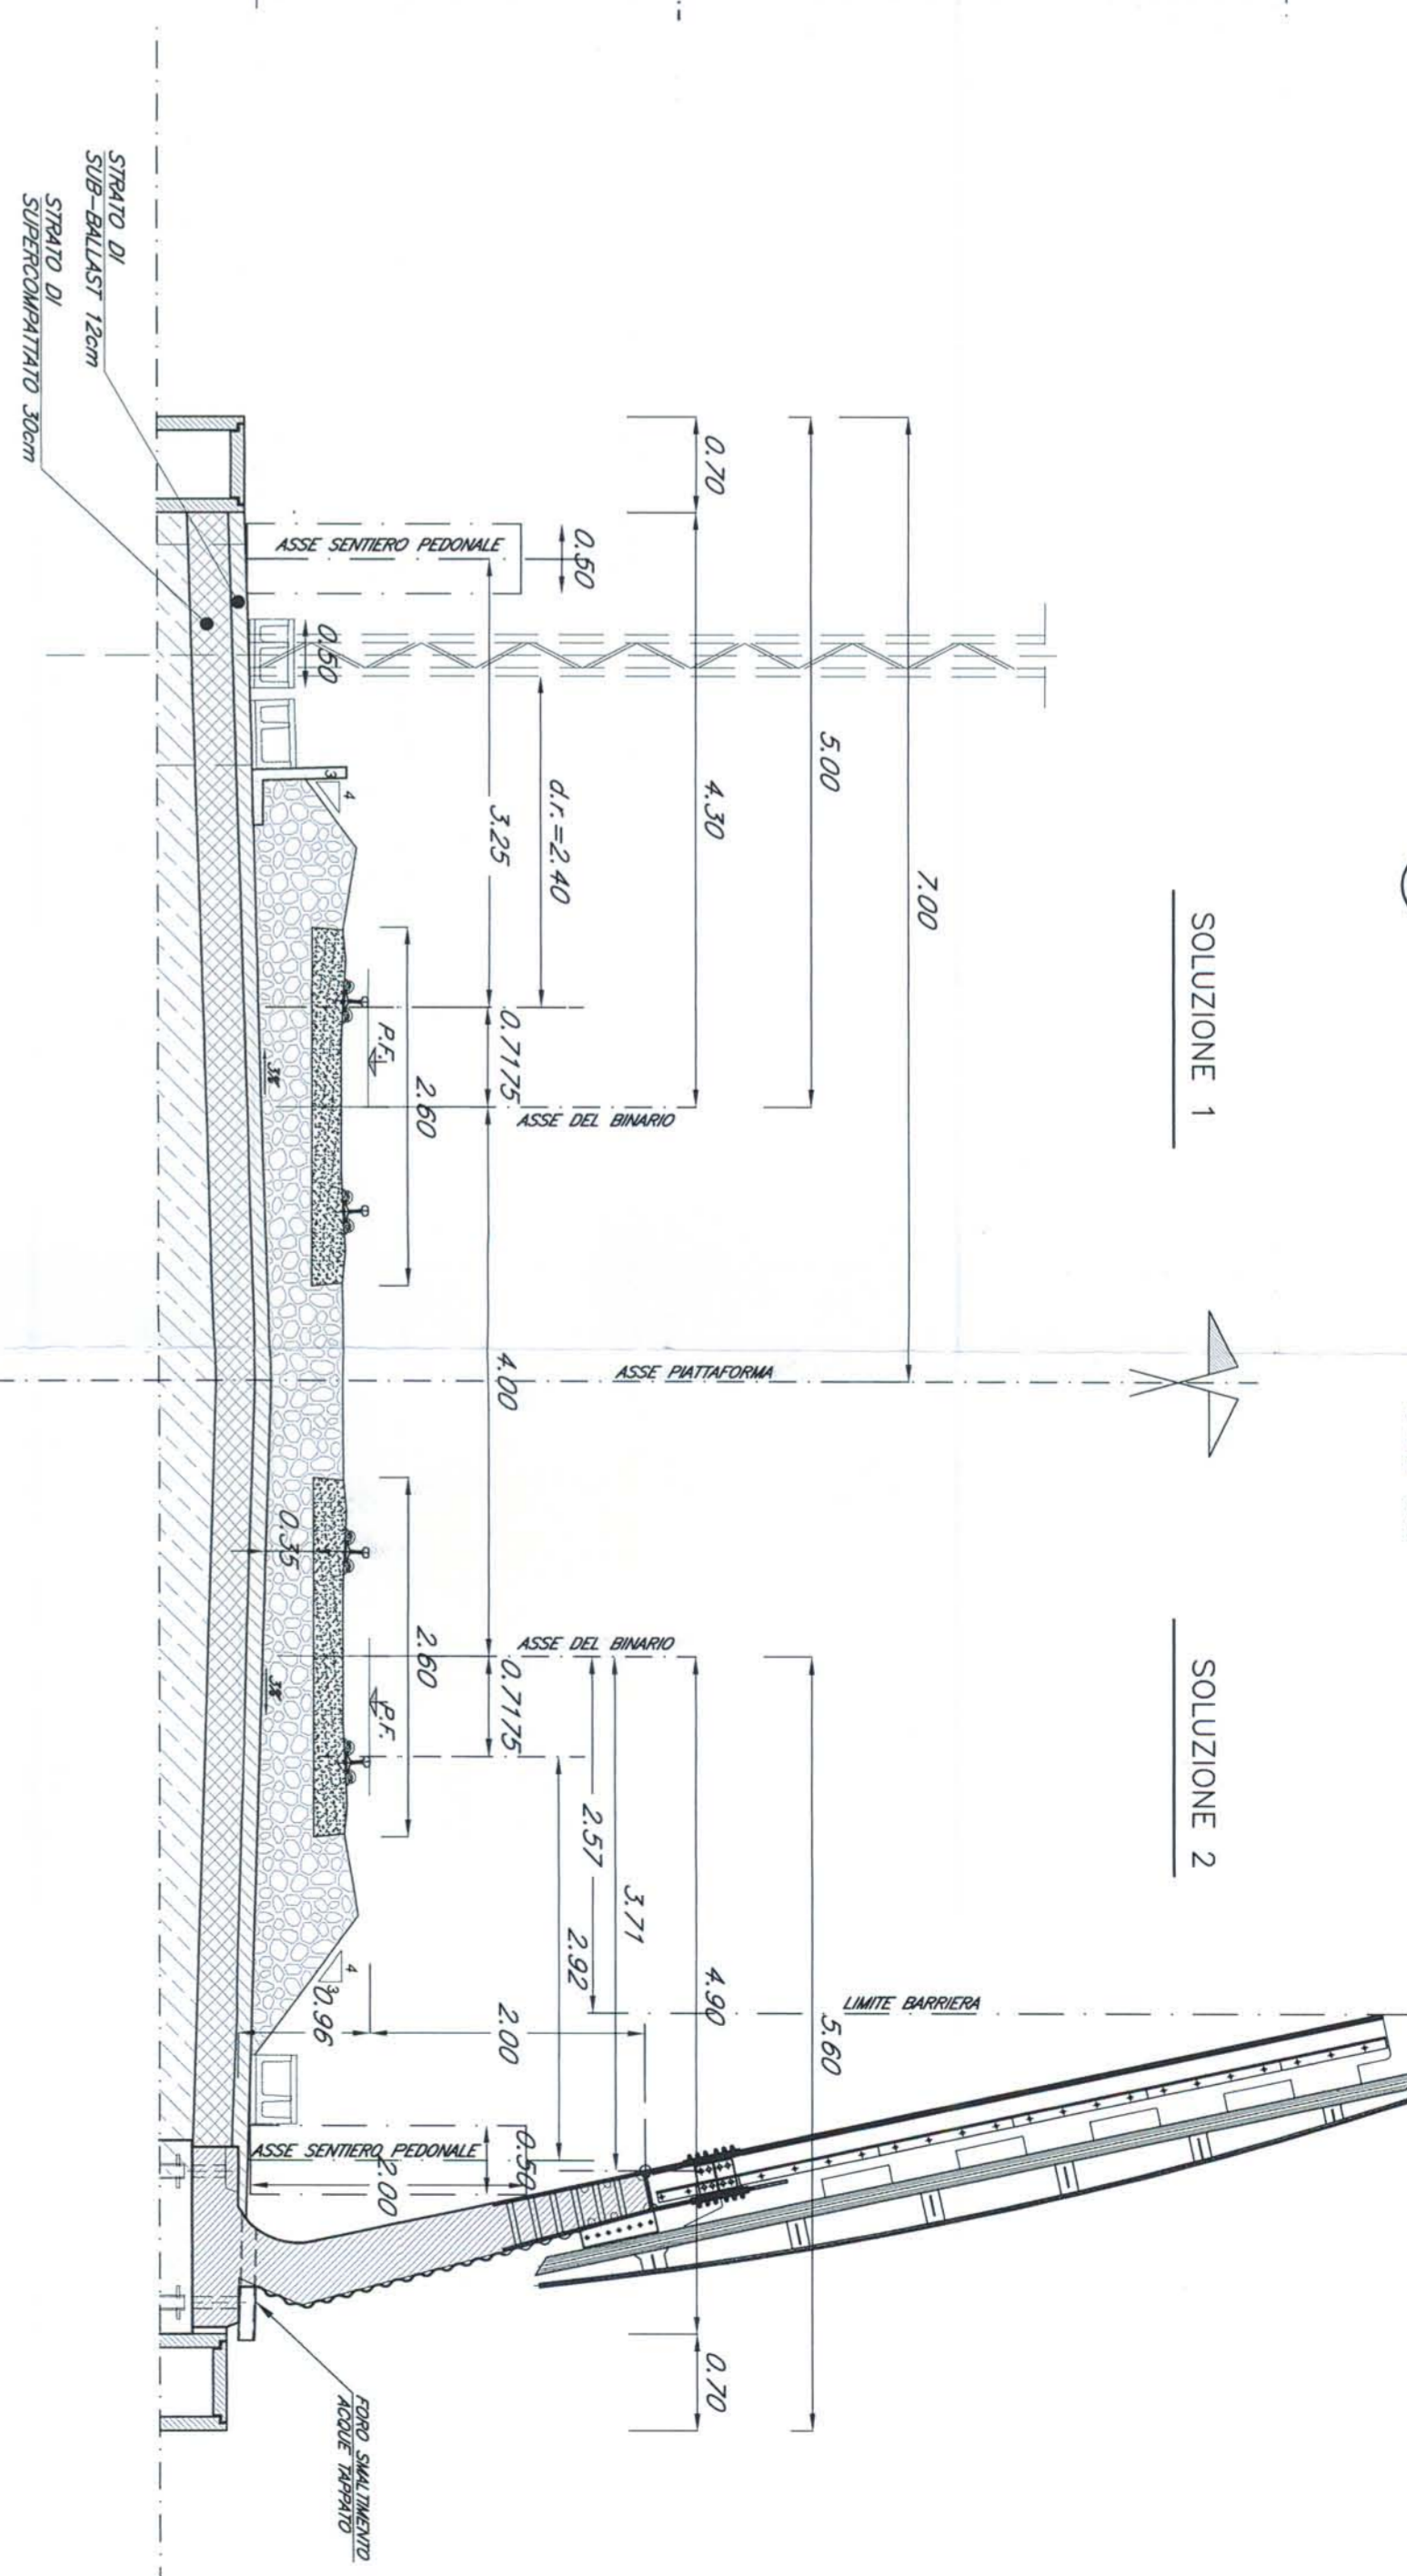 SOLUZIONE 1
SOLUZIONE 2
7.00
5.00
5.60
LIMITE BARRIERA
0.70
4.30
4.90
0.70
ASSE PIATTAFORMA
3.71
0.50
d.r.=2.40
2.57
2.92
ASSE DEL BINARIO
ASSE DEL BINARIO
3.25
0.7175
4.00
0.7175
2.00
0.50
ASSE SENTIERO PEDONALE
2.60
2.60
ASSE SENTIERO PEDONALE
2.00
P.F.
P.F.
0.50
3
4
4
3
0.96
0.35
STRATO DI
SUB-BALLAST 12cm
STRATO DI
SUPERCOMPATTATO 30cm
FORO SMALTIMENTO
ACQUE TAPPATO